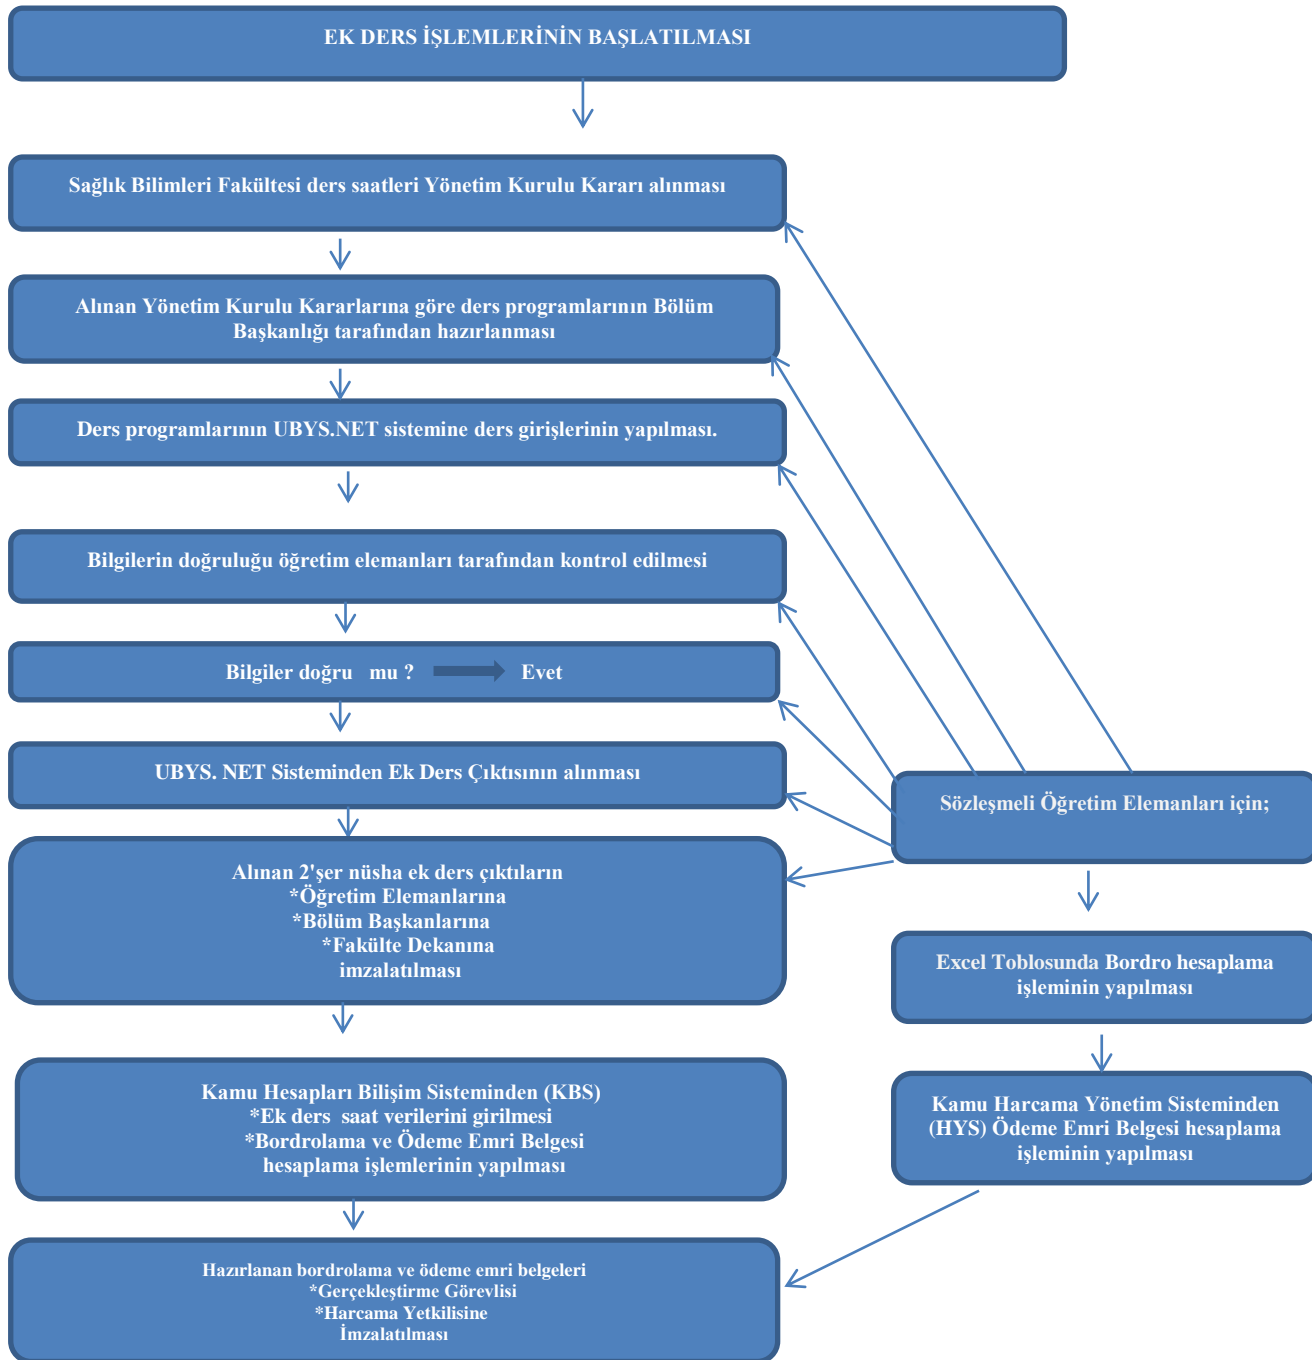 EK DERS İŞLEMLERİNİN BAŞLATILMASI
Sağlık Bilimleri Fakültesi ders saatleri Yönetim Kurulu Kararı alınması
Alınan Yönetim Kurulu Kararlarına göre ders programlarının Bölüm
Başkanlığı tarafından hazırlanması
Ders programlarının UBYS.NET sistemine ders girişlerinin yapılması.
Bilgilerin doğruluğu öğretim elemanları tarafından kontrol edilmesi
Bilgiler doğru mu ? Evet
UBYS. NET Sisteminden Ek Ders Çıktısının alınması
Alınan 2'şer nüsha ek ders çıktıların
*Öğretim Elemanlarına
*Bölüm Başkanlarına
*Fakülte Dekanına
imzalatılması
Kamu Hesapları Bilişim Sisteminden (KBS)
*Ek ders saat verilerini girilmesi
*Bordrolama ve Ödeme Emri Belgesi
hesaplama işlemlerinin yapılması
Hazırlanan bordrolama ve ödeme emri belgeleri
*Gerçekleştirme Görevlisi
*Harcama Yetkilisine
İmzalatılması
Sözleşmeli Öğretim Elemanları için;
Excel Toblosunda Bordro hesaplama
işleminin yapılması
Kamu Harcama Yönetim Sisteminden
(HYS) Ödeme Emri Belgesi hesaplama
işleminin yapılması